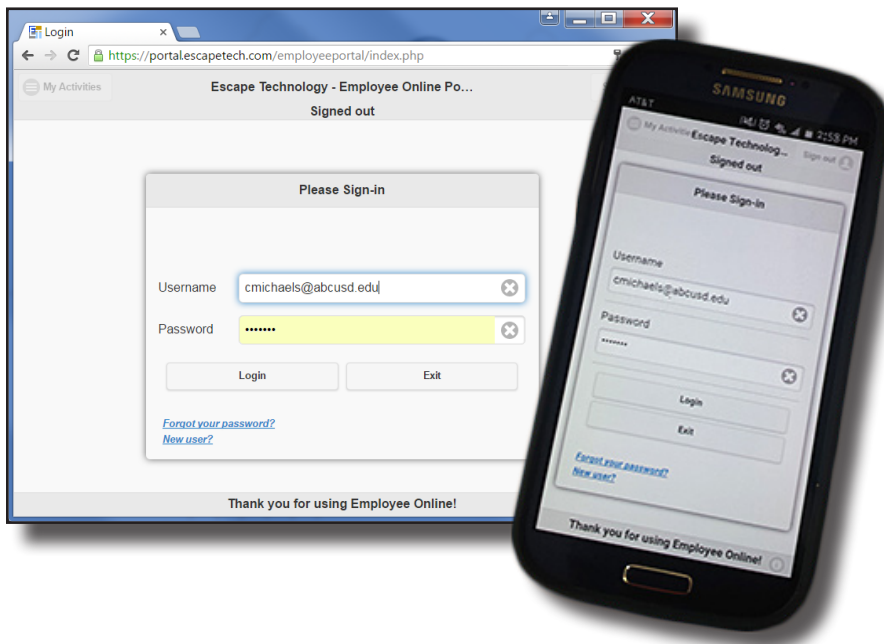 Login
https://portal.escapetech.com/employeeportal/index.php
My Activities
Escape Technology - Employee Online Po...
Signed out
Please Sign-in
Username
cmichaels@abcusd.edu
Password
•••••••
Login
Exit
Forgot your password?
New user?
Thank you for using Employee Online!
SAMSUNG
AT&T
2:58 PM
My Activitie
Escape Technolog...
Sign out
Signed out
Please Sign-in
Username
cmichaels@abcusd.edu
Password
•••••••
Login
Exit
Forgot your password?
New user?
Thank you for using Employee Online!